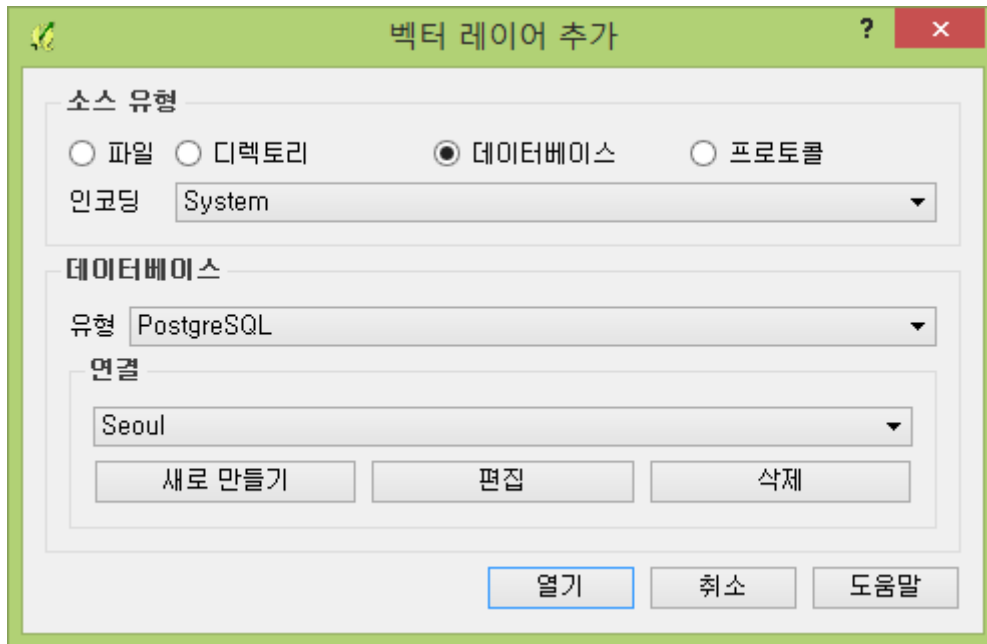 벡터 레이어 추가 ? ×
소스 유형
파일 디렉토리 데이터베이스 프로토콜
인코딩 System
데이터베이스
유형 PostgreSQL
연결
Seoul
새로 만들기 편집 삭제
열기 취소 도움말